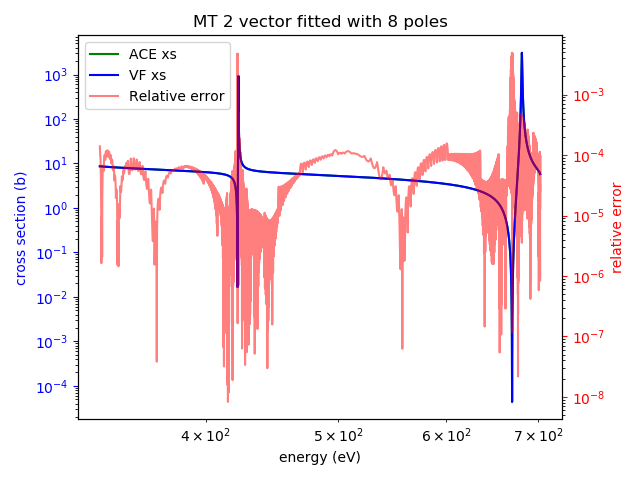 MT 2 vector fitted with 8 poles
ACE xs
VF xs
Relative error
cross section (b)
10³
10²
10¹
10⁰
10⁻¹
10⁻²
10⁻³
10⁻⁴
10⁻³
10⁻⁴
10⁻⁵
10⁻⁶
10⁻⁷
10⁻⁸
relative error
4 × 10² 5 × 10² 6 × 10² 7 × 10²
energy (eV)